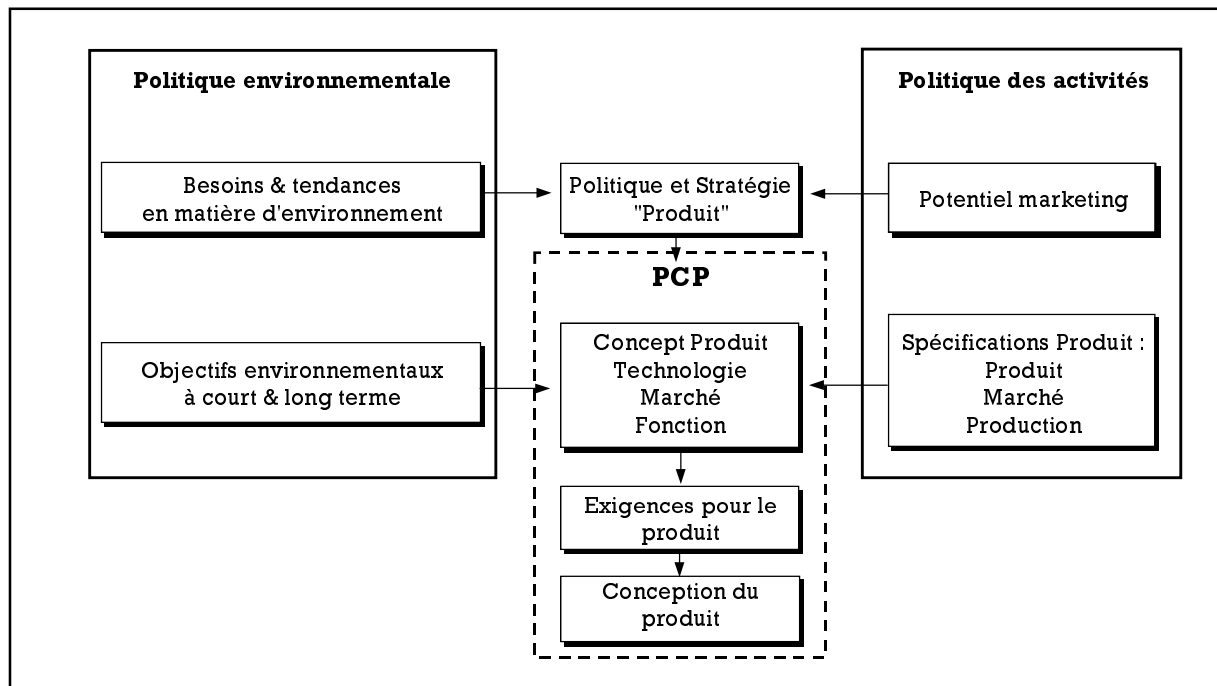 Politique environnementale
Besoins & tendances
en matière d'environnement
Objectifs environnementaux
à court & long terme
Politique et Stratégie
"Produit"
PCP
Concept Produit
Technologie
Marché
Fonction
Exigences pour le
produit
Conception du
produit
Politique des activités
Potentiel marketing
Spécifications Produit :
Produit
Marché
Production